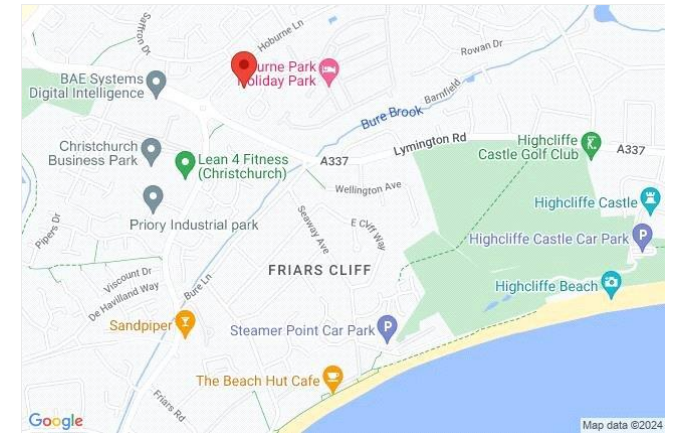 Saffron Dr
Hoburne Ln
Rowan Dr
urne Park
Holiday Park
BAE Systems
Digital Intelligence
Barnfield
Bure Brook
Lymington Rd
Highcliffe
Castle Golf Club
A337
Christchurch
Business Park
Lean 4 Fitness
(Christchurch)
A337
Wellington Ave
Highcliffe Castle
Priory Industrial park
Pipers Dr
Seaway Ave
E Cliff Way
Highcliffe Castle Car Park
P
FRIARS CLIFF
Viscount Dr
De Havilland Way
Bure Ln
Highcliffe Beach
Sandpiper
Steamer Point Car Park
P
The Beach Hut Cafe
Friars Rd
Google
Map data ©2024